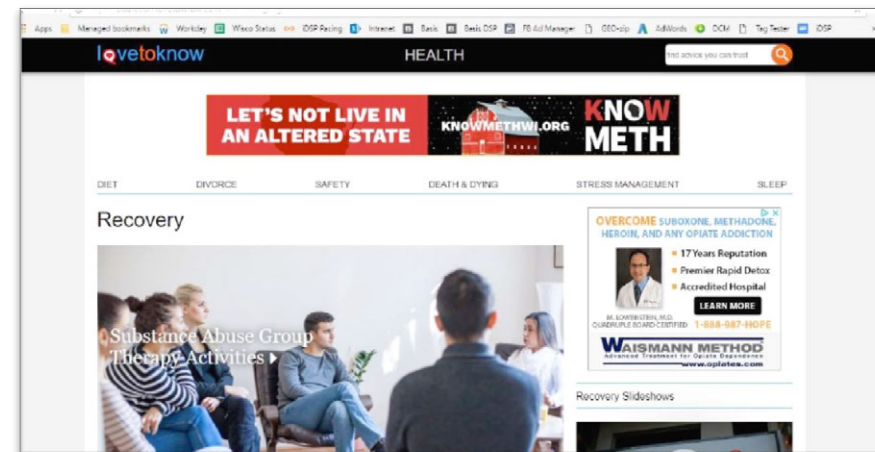 Apps Managed bookmarks Workday Wisco Status iDSP Racing Intranet Basis Basis DSP FB Ad Manager GEO-zip AdWords DCM Tag Tester iDSP
lovetoknow
HEALTH
find advice you can trust
LET'S NOT LIVE IN
AN ALTERED STATE
KNOWMETHWI.ORG
KNOW
METH
DIET DIVORCE SAFETY DEATH & DYING STRESS MANAGEMENT SLEEP
Recovery
Substance Abuse Group
Therapy Activities
OVERCOME SUBOXONE, METHADONE,
HEROIN, AND ANY OPIATE ADDICTION
17 Years Reputation
Premier Rapid Detox
Accredited Hospital
LEARN MORE
M. LOWENSTEIN, M.D.
QUADRUPLE BOARD CERTIFIED
1-888-987-HOPE
WAISMANN METHOD
Advanced Treatment for Opiate Dependence
www.opiates.com
Recovery Slideshows